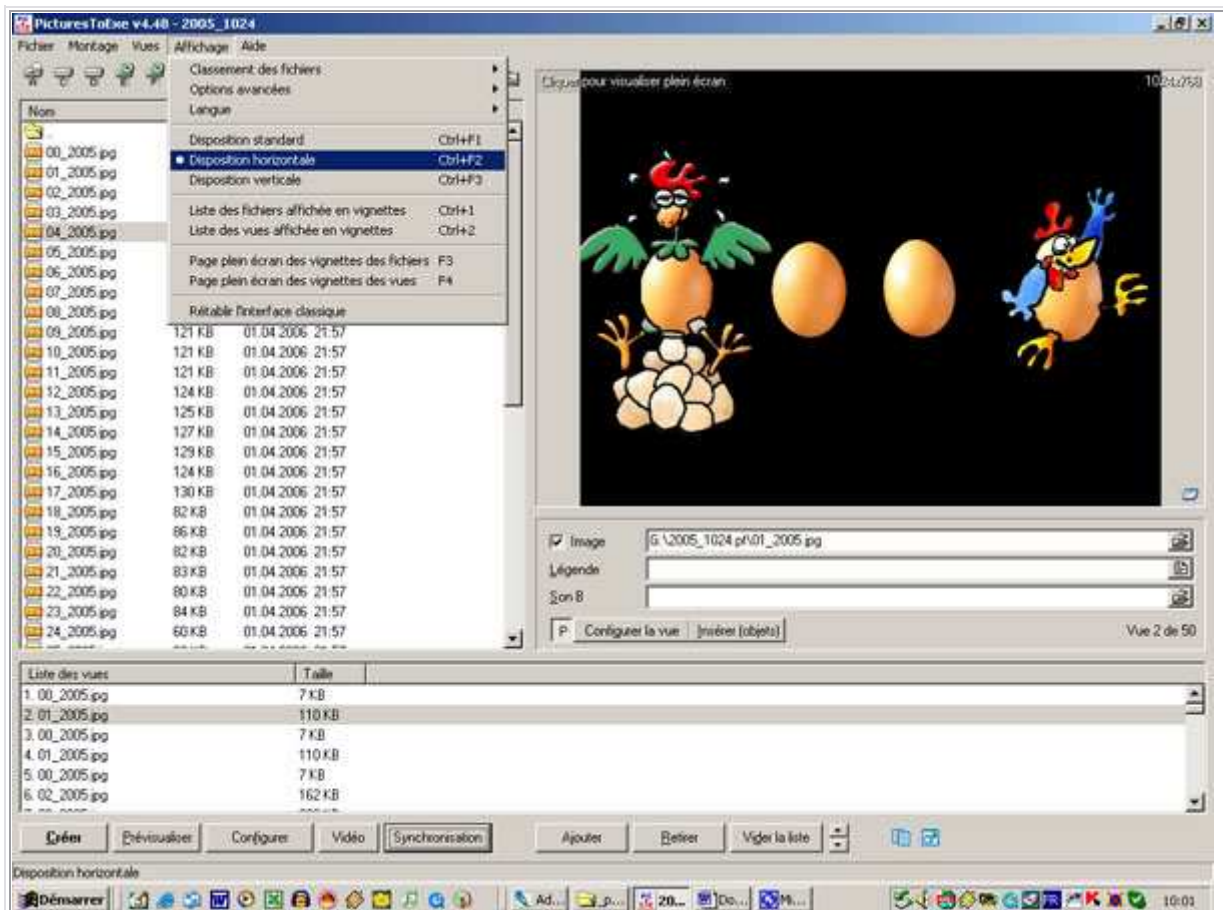 PicturesToExe v4.48 - 2005_1024
Fichier Montage Vues Affichage Aide
Classement des fichiers
Options avancées
Langue
Disposition standard Ctrl+F1
Disposition horizontale Ctrl+F2
Disposition verticale Ctrl+F3
Liste des fichiers affichée en vignettes Ctrl+1
Liste des vues affichée en vignettes Ctrl+2
Page plein écran des vignettes des fichiers F3
Page plein écran des vignettes des vues F4
Rétablir l'interface classique
Nom
00_2005.jpg
01_2005.jpg
02_2005.jpg
03_2005.jpg
04_2005.jpg
05_2005.jpg
06_2005.jpg
07_2005.jpg
08_2005.jpg
09_2005.jpg 121 KB 01.04.2006 21:57
10_2005.jpg 121 KB 01.04.2006 21:57
11_2005.jpg 121 KB 01.04.2006 21:57
12_2005.jpg 124 KB 01.04.2006 21:57
13_2005.jpg 125 KB 01.04.2006 21:57
14_2005.jpg 127 KB 01.04.2006 21:57
15_2005.jpg 129 KB 01.04.2006 21:57
16_2005.jpg 124 KB 01.04.2006 21:57
17_2005.jpg 130 KB 01.04.2006 21:57
18_2005.jpg 82 KB 01.04.2006 21:57
19_2005.jpg 86 KB 01.04.2006 21:57
20_2005.jpg 82 KB 01.04.2006 21:57
21_2005.jpg 83 KB 01.04.2006 21:57
22_2005.jpg 80 KB 01.04.2006 21:57
23_2005.jpg 84 KB 01.04.2006 21:57
24_2005.jpg 60 KB 01.04.2006 21:57
Cliquer pour visualiser plein écran 1024x768
Image G:\2005_1024 pt\01_2005.jpg
Légende
Son B
P Configurer la vue Insérer (objets) Vue 2 de 50
Liste des vues Taille
1. 00_2005.jpg 7 KB
2. 01_2005.jpg 110 KB
3. 00_2005.jpg 7 KB
4. 01_2005.jpg 110 KB
5. 00_2005.jpg 7 KB
6. 02_2005.jpg 162 KB
Créer Prévisualiser Configurer Vidéo Synchronisation Ajouter Retirer Vider la liste
Disposition horizontale
Démarrer Ad... _p... 20... Do... Mi... 10:01